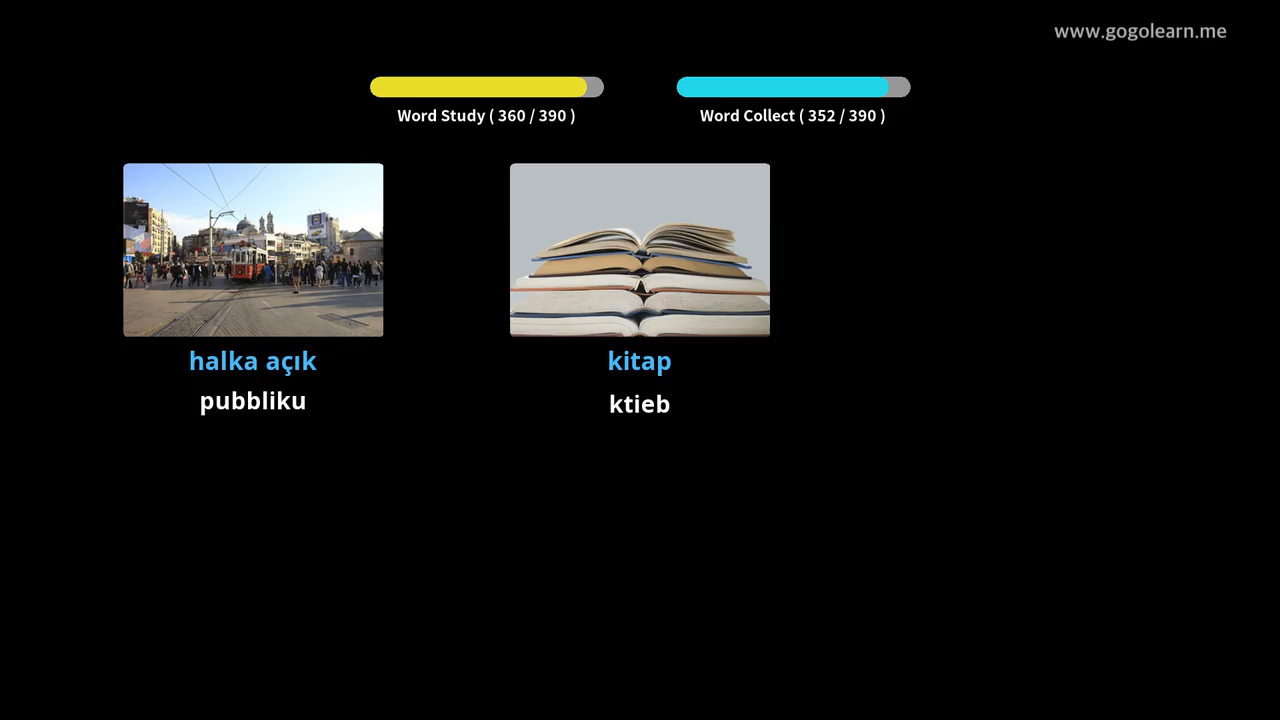 www.gogolearn.me
Word Study ( 360 / 390 )
Word Collect ( 352 / 390 )
halka açık
pubbliku
kitap
ktieb